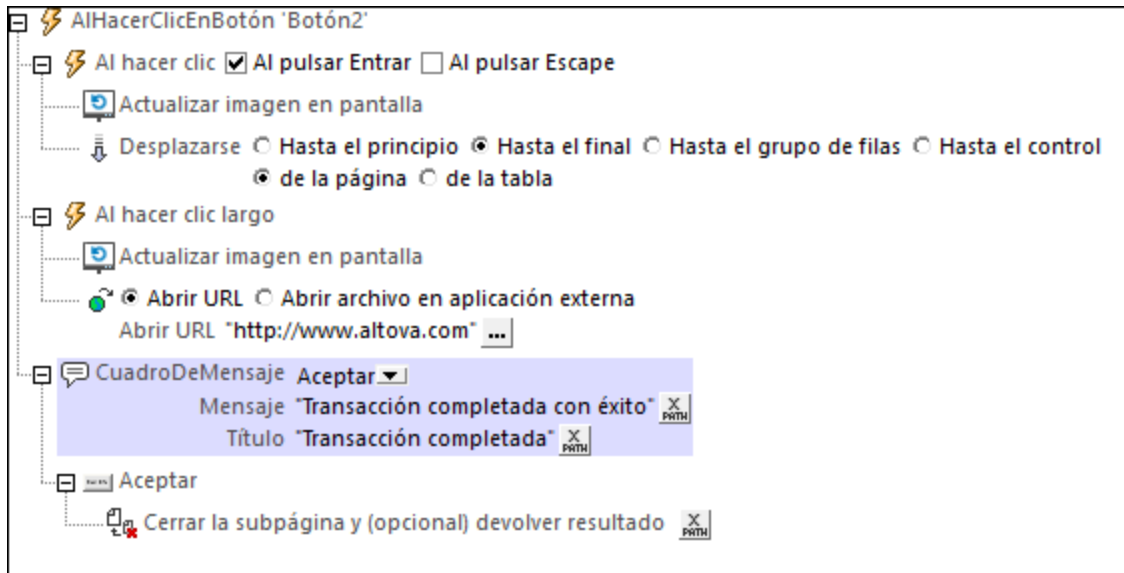 AlHacerClicEnBotón 'Botón2'
Al hacer clic Al pulsar Entrar Al pulsar Escape
Actualizar imagen en pantalla
Desplazarse Hasta el principio Hasta el final Hasta el grupo de filas Hasta el control
de la página de la tabla
Al hacer clic largo
Actualizar imagen en pantalla
Abrir URL Abrir archivo en aplicación externa
Abrir URL "http://www.altova.com" ...
CuadroDeMensaje Aceptar
Mensaje "Transacción completada con éxito" X PATH
Título "Transacción completada" X PATH
Aceptar
Cerrar la subpágina y (opcional) devolver resultado X PATH